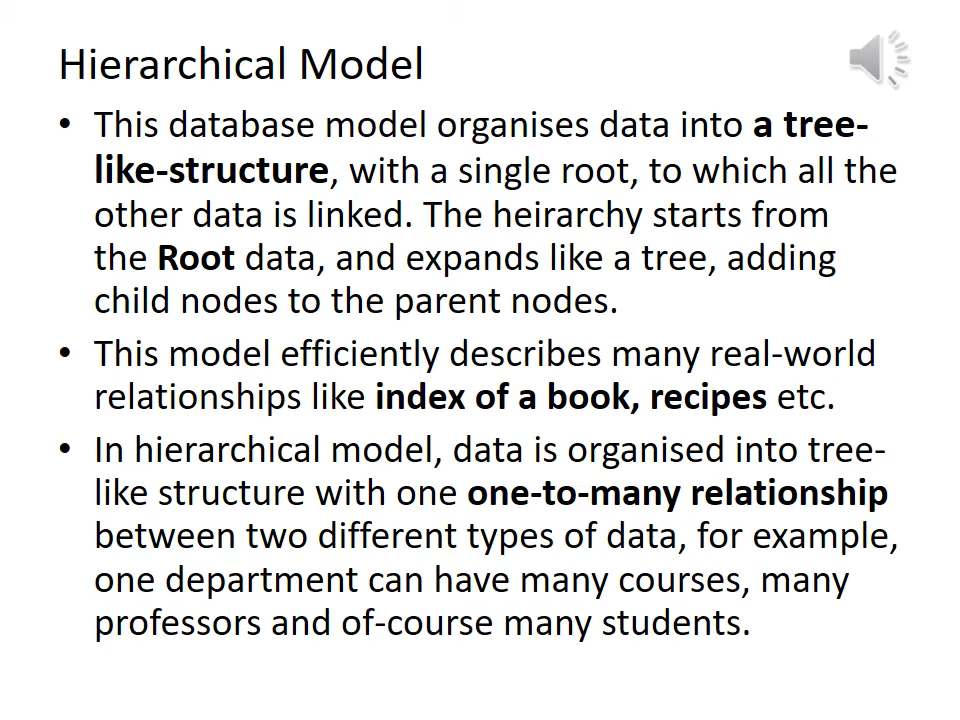 Hierarchical Model
• This database model organises data into a tree-
like-structure, with a single root, to which all the
other data is linked. The heirarchy starts from
the Root data, and expands like a tree, adding
child nodes to the parent nodes.
• This model efficiently describes many real-world
relationships like index of a book, recipes etc.
• In hierarchical model, data is organised into tree-
like structure with one one-to-many relationship
between two different types of data, for example,
one department can have many courses, many
professors and of-course many students.